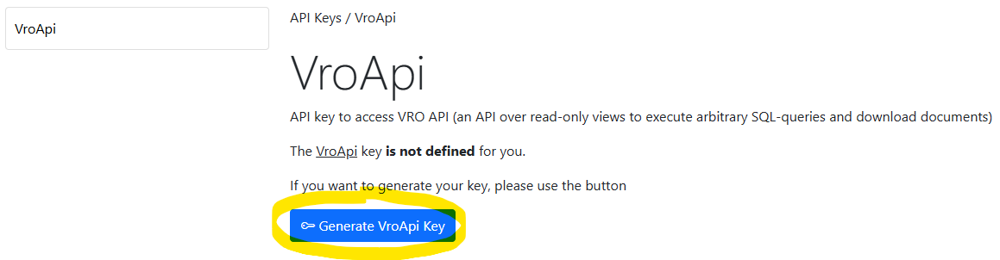 VroApi
API Keys / VroApi
VroApi
API key to access VRO API (an API over read-only views to execute arbitrary SQL-queries and download documents)
The VroApi key is not defined for you.
If you want to generate your key, please use the button
Generate VroApi Key